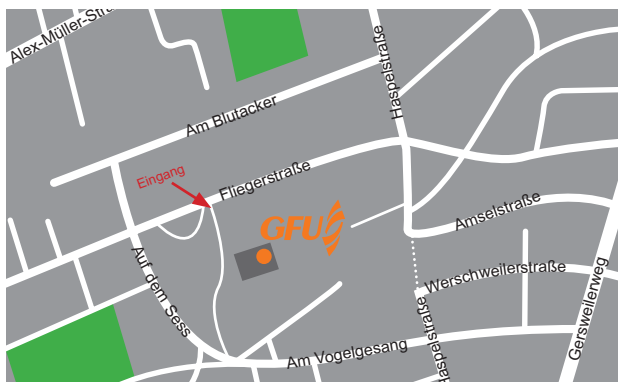 Alex-Müller-Stra
Haspelstraße
Am Blutacker
Eingang
Fliegerstraße
GFU
Amselstraße
Auf dem Sess
Werschweilerstraße
Gersweilerweg
Haspelstraße
Am Vogelgesang